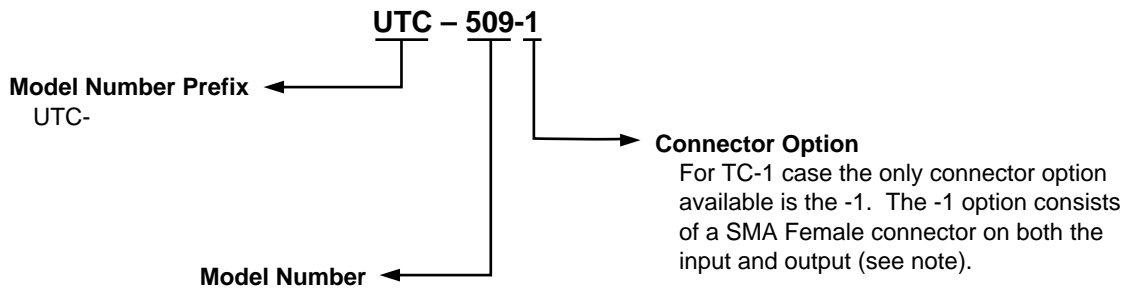 UTC – 509-1
Model Number Prefix
UTC-
Connector Option
For TC-1 case the only connector option
available is the -1.  The -1 option consists
of a SMA Female connector on both the
input and output (see note).
Model Number